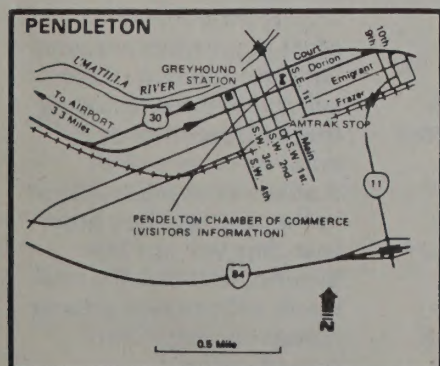 PENDLETON
UMATILLA
RIVER
GREYHOUND
STATION
Court
Dorion
S.E. 1st.
Emigrant
Frazer
10th
9th
To AIRPORT
3.3 Miles
30
AMTRAK STOP
Main
S.W. 1st.
S.W. 2nd.
S.W. 3rd
S.W. 4th
11
PENDELTON CHAMBER OF COMMERCE
(VISITORS INFORMATION)
84
N
0.5 Mile